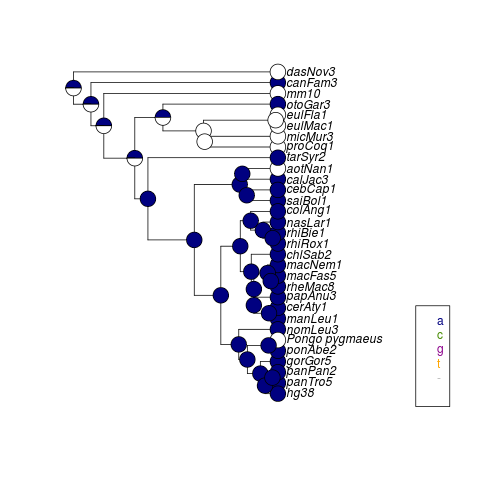 dasNov3
canFam3
mm10
otoGar3
eulFla1
eulMac1
micMur3
proCoq1
tarSyr2
aotNan1
calJac3
cebCap1
saiBol1
colAng1
nasLar1
rhiBie1
rhiRox1
chlSab2
macNem1
macFas5
rheMac8
papAnu3
cerAty1
manLeu1
nomLeu3
Pongo pygmaeus
ponAbe2
gorGor5
panPan2
panTro5
hg38
a
c
g
t
-